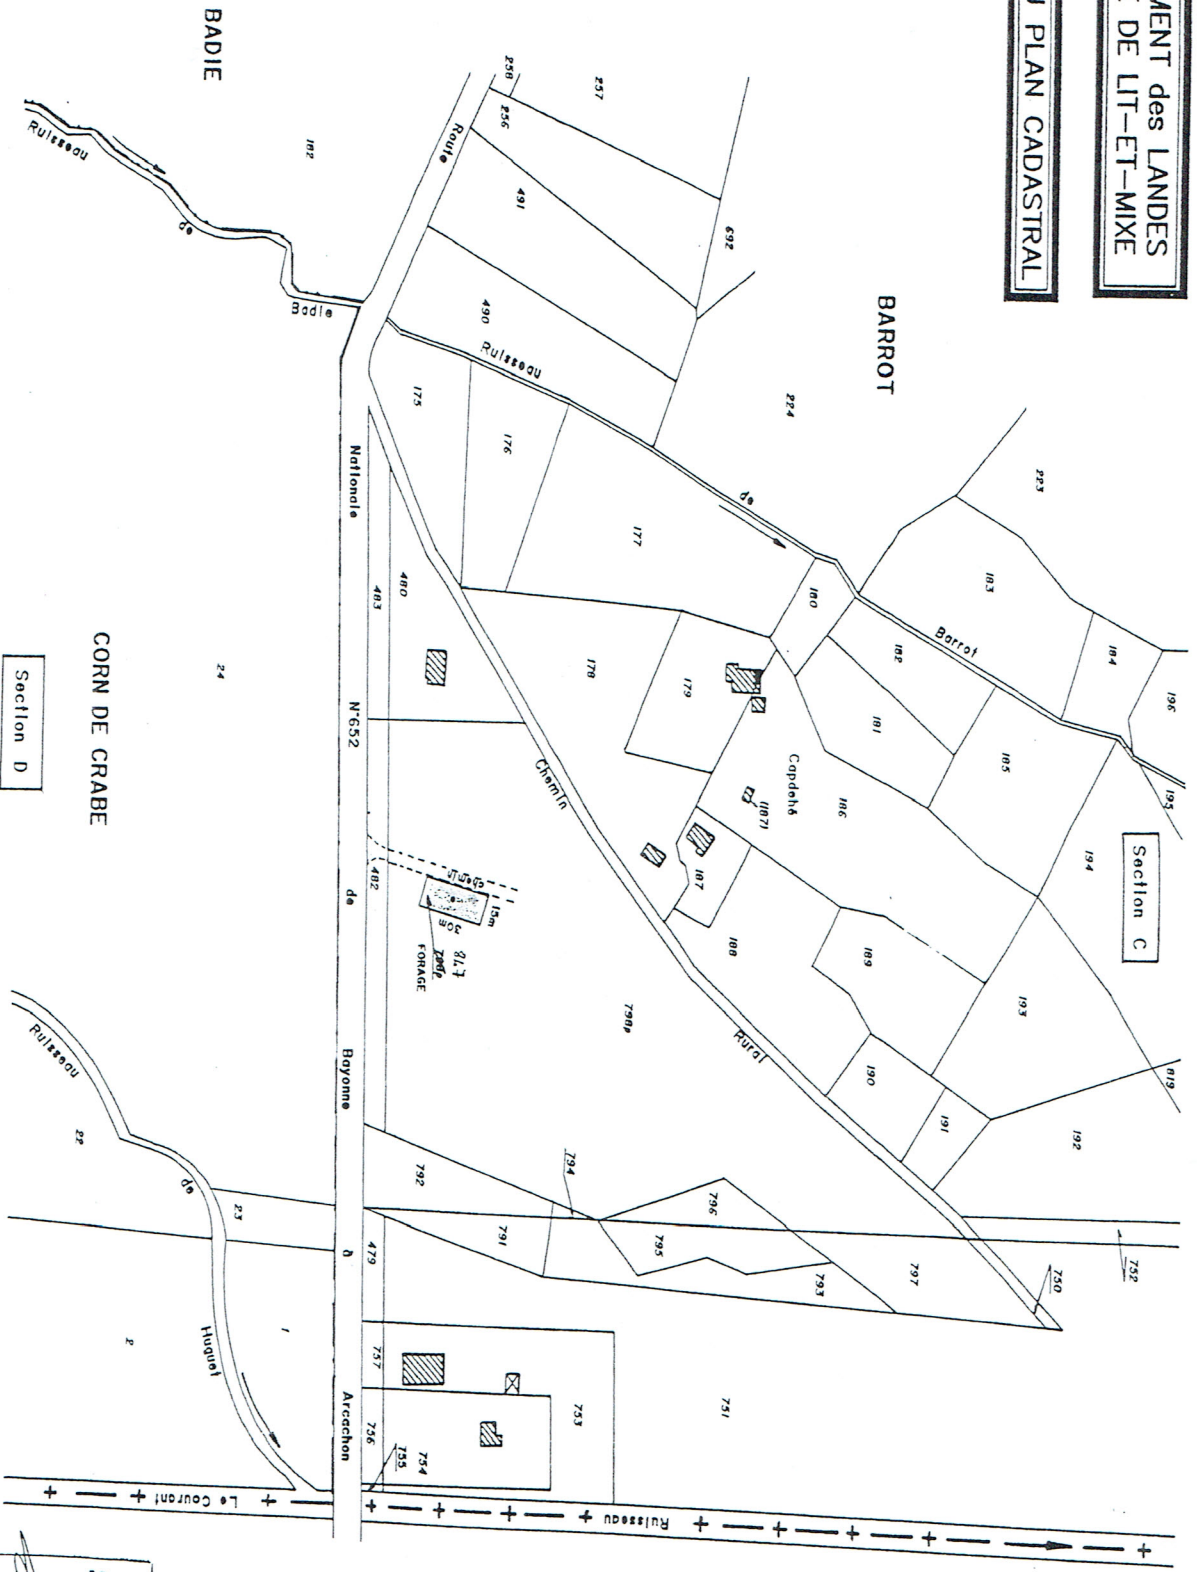 MENT des LANDES
DE LIT-ET-MIXE
PLAN CADASTRAL
Section C
Section D
BADIE
BARROT
CORN DE CRABE
Capdehé
Route Nationale N°652 de Bayonne à Arcachon
Chemin Rural
Ruisseau de Badie
Ruisseau de Barrot
Ruisseau de Huguet
Ruisseau
Le Courant
chemin
15m
30m
817
FORAGE
258
257
256
182
491
692
490
224
223
175
176
177
180
183
184
196
195
182
181
185
186
194
178
179
480
483
482
24
187
188
189
193
819
190
191
192
798p
792
794
796
791
795
793
797
750
752
751
479
757
756
755
754
753
22
23
1
2